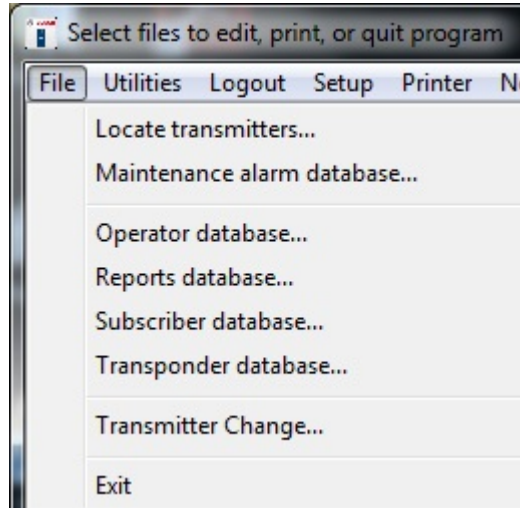 Select files to edit, print, or quit program
File Utilities Logout Setup Printer
Locate transmitters...
Maintenance alarm database...
Operator database...
Reports database...
Subscriber database...
Transponder database...
Transmitter Change...
Exit